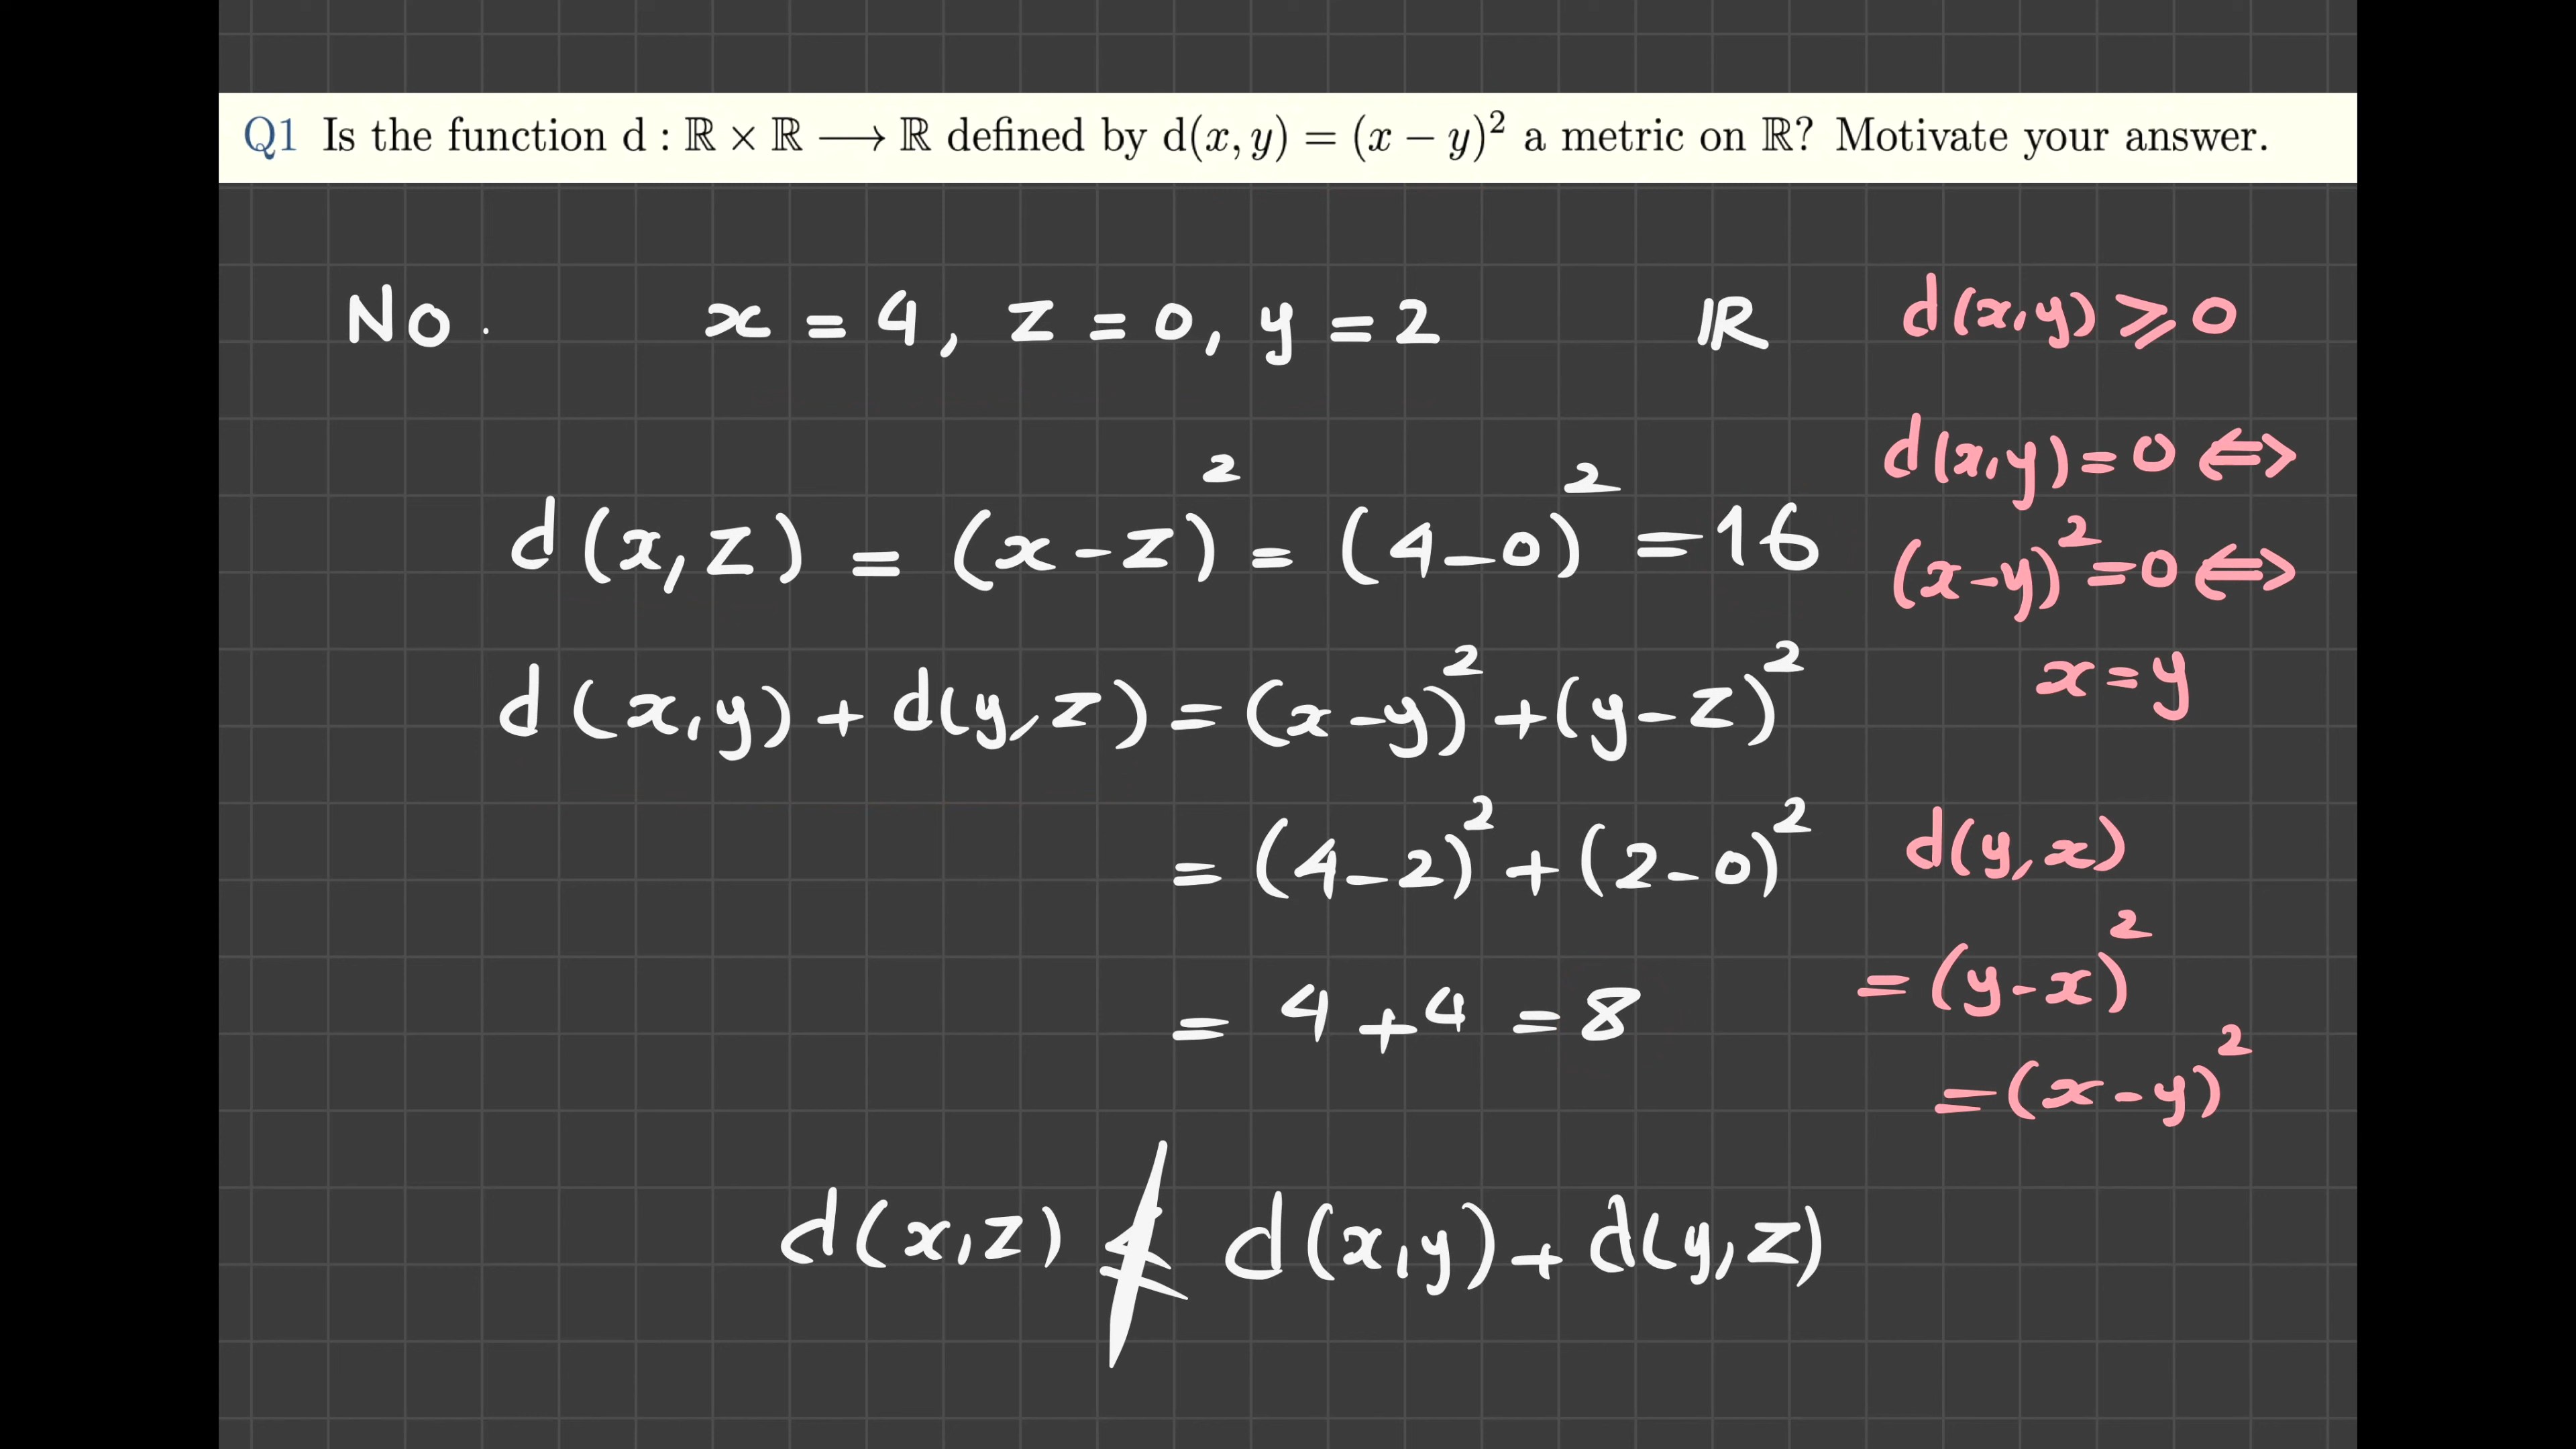 Q1 Is the function d : ℝ × ℝ ⟶ ℝ defined by d(x, y) = (x − y)² a metric on ℝ? Motivate your answer.
No. x = 4, z = 0, y = 2 ℝ
d(x,z) = (x-z)² = (4-0)² = 16
d(x,y) + d(y,z) = (x-y)² + (y-z)²
= (4-2)² + (2-0)²
= 4 + 4 = 8
d(x,z) ≰ d(x,y) + d(y,z)
d(x,y) ⩾ 0
d(x,y) = 0 ⇔
(x-y)² = 0 ⇔
x = y
d(y,x)
= (y-x)²
= (x-y)²